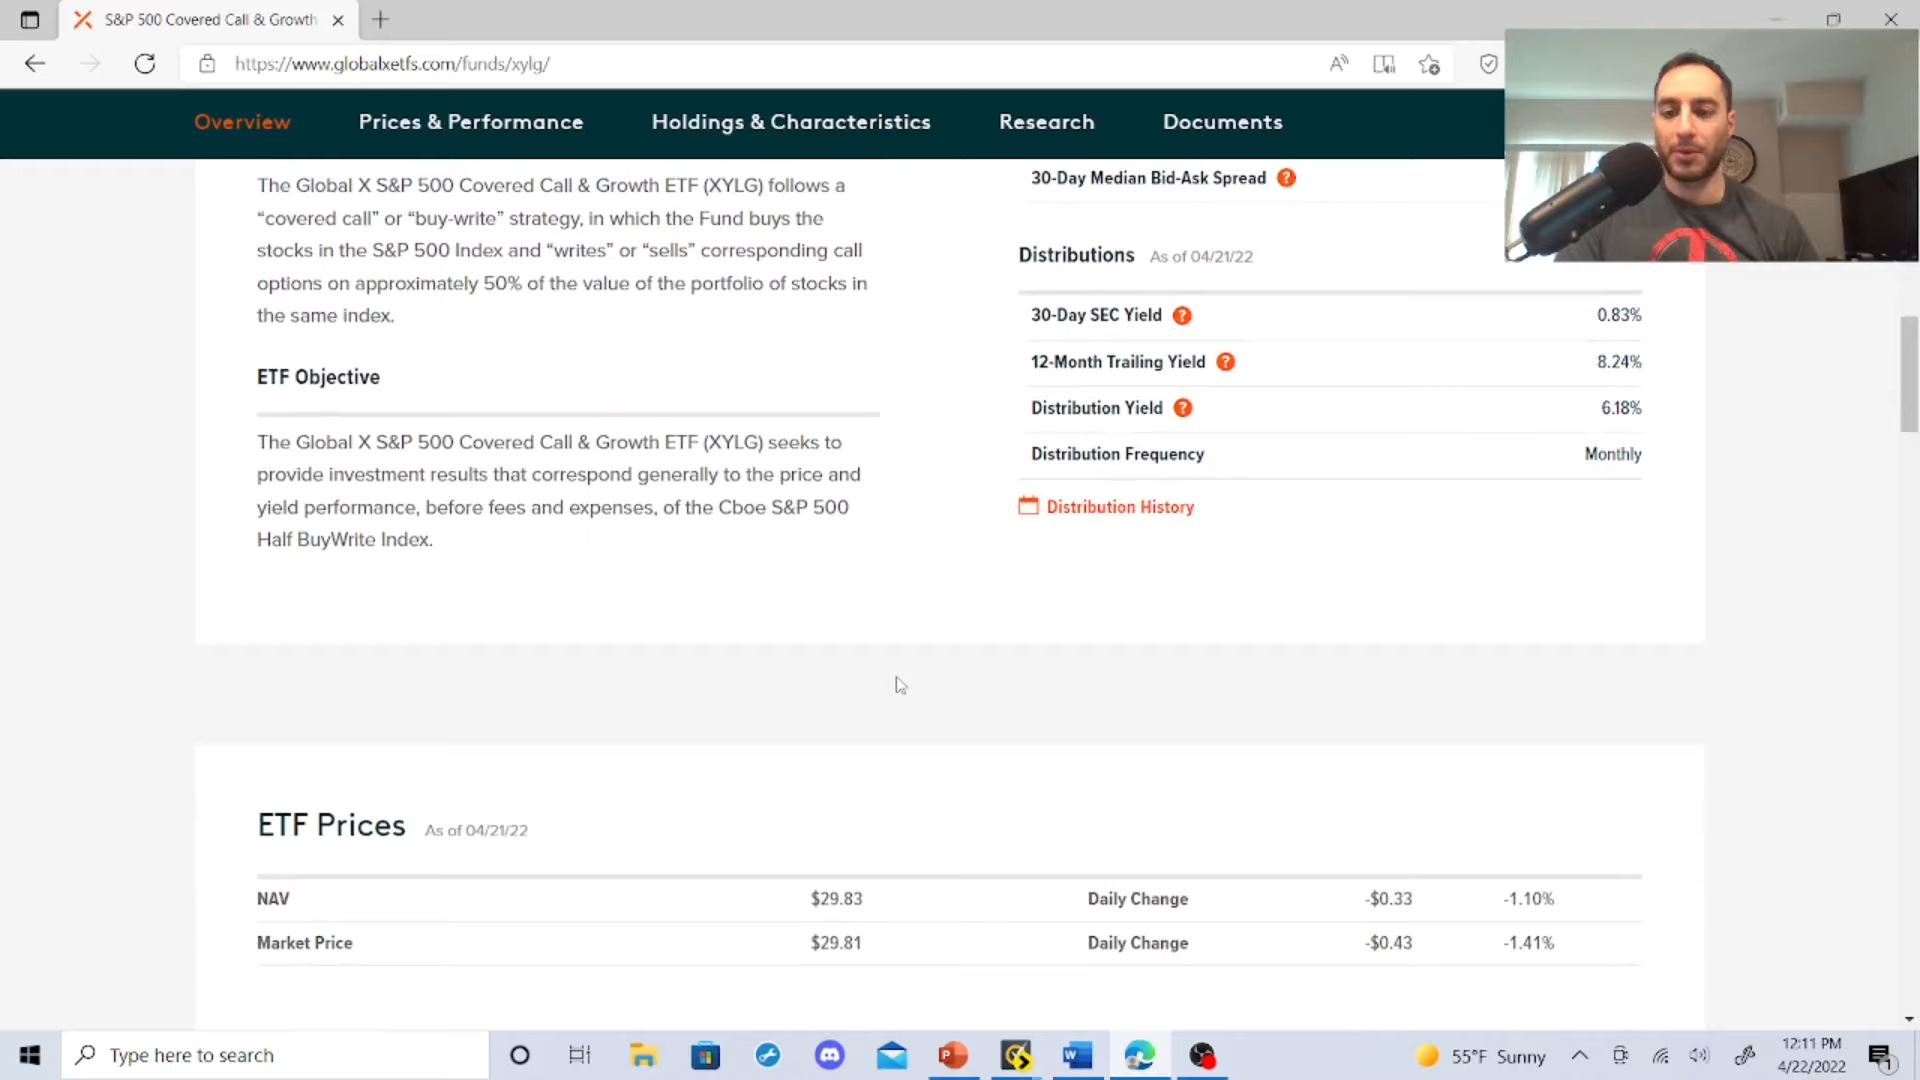 S&P 500 Covered Call & Growth
https://www.globalxetfs.com/funds/xylg/
Overview
Prices & Performance
Holdings & Characteristics
Research
Documents
The Global X S&P 500 Covered Call & Growth ETF (XYLG) follows a
“covered call” or “buy-write” strategy, in which the Fund buys the
stocks in the S&P 500 Index and “writes” or “sells” corresponding call
options on approximately 50% of the value of the portfolio of stocks in
the same index.
ETF Objective
The Global X S&P 500 Covered Call & Growth ETF (XYLG) seeks to
provide investment results that correspond generally to the price and
yield performance, before fees and expenses, of the Cboe S&P 500
Half BuyWrite Index.
30-Day Median Bid-Ask Spread ?
Distributions As of 04/21/22
30-Day SEC Yield ? 0.83%
12-Month Trailing Yield ? 8.24%
Distribution Yield ? 6.18%
Distribution Frequency Monthly
Distribution History
ETF Prices As of 04/21/22
NAV $29.83 Daily Change -$0.33 -1.10%
Market Price $29.81 Daily Change -$0.43 -1.41%
Type here to search
55°F Sunny
12:11 PM
4/22/2022
1